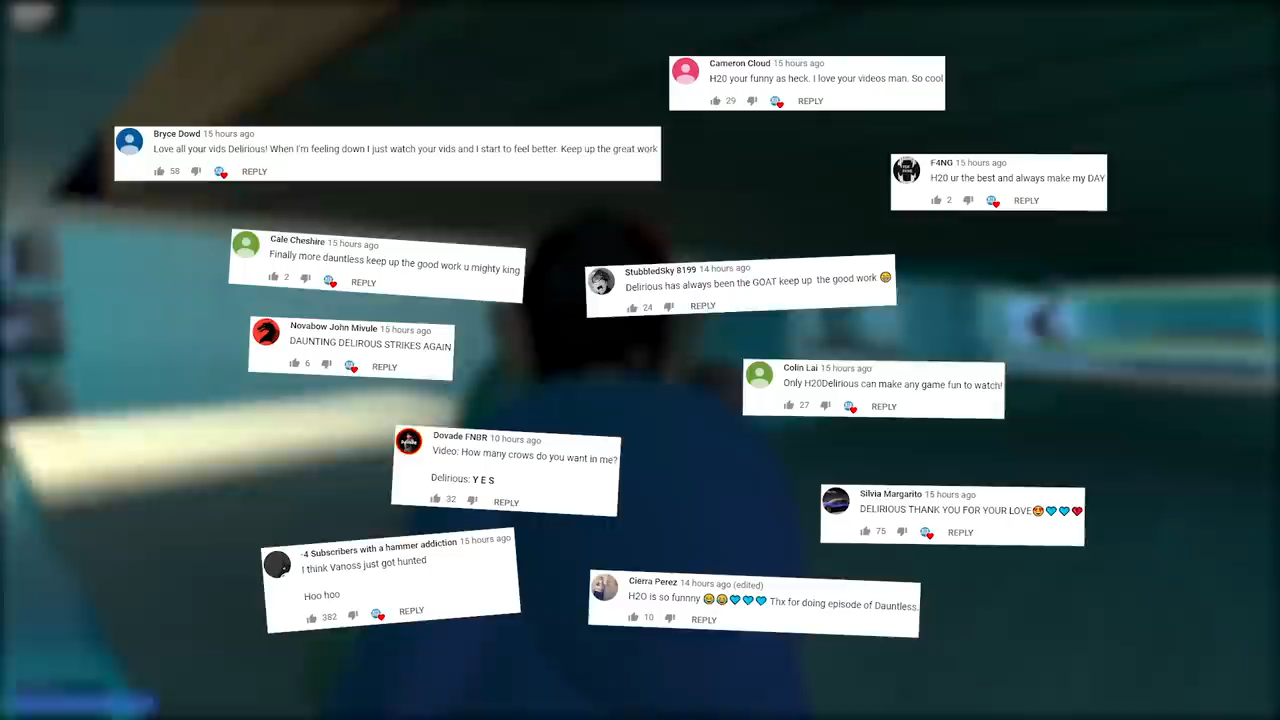 Cameron Cloud 15 hours ago
H20 your funny as heck. I love your videos man. So cool
29 REPLY
Bryce Dowd 15 hours ago
Love all your vids Delirious! When I'm feeling down I just watch your vids and I start to feel better. Keep up the great work
58 REPLY
F4NG 15 hours ago
H20 ur the best and always make my DAY
2 REPLY
Cale Cheshire 15 hours ago
Finally more dauntless keep up the good work u mighty king
2 REPLY
StubbledSky 8199 14 hours ago
Delirious has always been the GOAT keep up the good work 😂
24 REPLY
Novabow John Mivule 15 hours ago
DAUNTING DELIROUS STRIKES AGAIN
6 REPLY
Colin Lai 15 hours ago
Only H20Delirious can make any game fun to watch!
27 REPLY
Dovade FNBR 10 hours ago
Video: How many crows do you want in me?
Delirious: Y E S
32 REPLY
Silvia Margarito 15 hours ago
DELIRIOUS THANK YOU FOR YOUR LOVE😍💙💙❤
75 REPLY
-4 Subscribers with a hammer addiction 15 hours ago
I think Vanoss just got hunted
Hoo hoo
382 REPLY
Cierra Perez 14 hours ago (edited)
H2O is so funnny 😂😂💙💙💙 Thx for doing episode of Dauntless.
10 REPLY